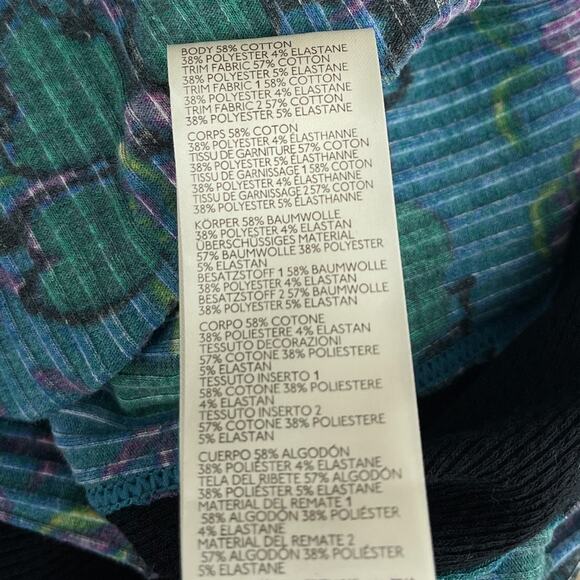 BODY 58% COTTON
38% POLYESTER 4% ELASTANE
TRIM FABRIC 57% COTTON
38% POLYESTER 5% ELASTANE
TRIM FABRIC 1 58% COTTON
38% POLYESTER 4% ELASTANE
TRIM FABRIC 2 57% COTTON
38% POLYESTER 5% ELASTANE
CORPS 58% COTON
38% POLYESTER 4% ÉLASTHANNE
TISSU DE GARNITURE 57% COTON
38% POLYESTER 5% ÉLASTHANNE
TISSU DE GARNISSAGE 1 58% COTON
38% POLYESTER 4% ÉLASTHANNE
TISSU DE GARNISSAGE 2 57% COTON
38% POLYESTER 5% ÉLASTHANNE
KÖRPER 58% BAUMWOLLE
38% POLYESTER 4% ELASTAN
ÜBERSCHÜSSIGES MATERIAL
57% BAUMWOLLE 38% POLYESTER
5% ELASTAN
BESATZSTOFF 1 58% BAUMWOLLE
38% POLYESTER 4% ELASTAN
BESATZSTOFF 2 57% BAUMWOLLE
38% POLYESTER 5% ELASTAN
CORPO 58% COTONE
38% POLIESTERE 4% ELASTAN
TESSUTO DECORAZIONI
57% COTONE 38% POLIESTERE
5% ELASTAN
TESSUTO INSERTO 1
58% COTONE 38% POLIESTERE
4% ELASTAN
TESSUTO INSERTO 2
57% COTONE 38% POLIESTERE
5% ELASTAN
CUERPO 58% ALGODÓN
38% POLIÉSTER 4% ELASTANE
TELA DEL RIBETE 57% ALGODÓN
38% POLIÉSTER 5% ELASTANE
MATERIAL DEL REMATE 1
58% ALGODÓN 38% POLIÉSTER
4% ELASTANE
MATERIAL DEL REMATE 2
57% ALGODÓN 38% POLIÉSTER
5% ELASTANE